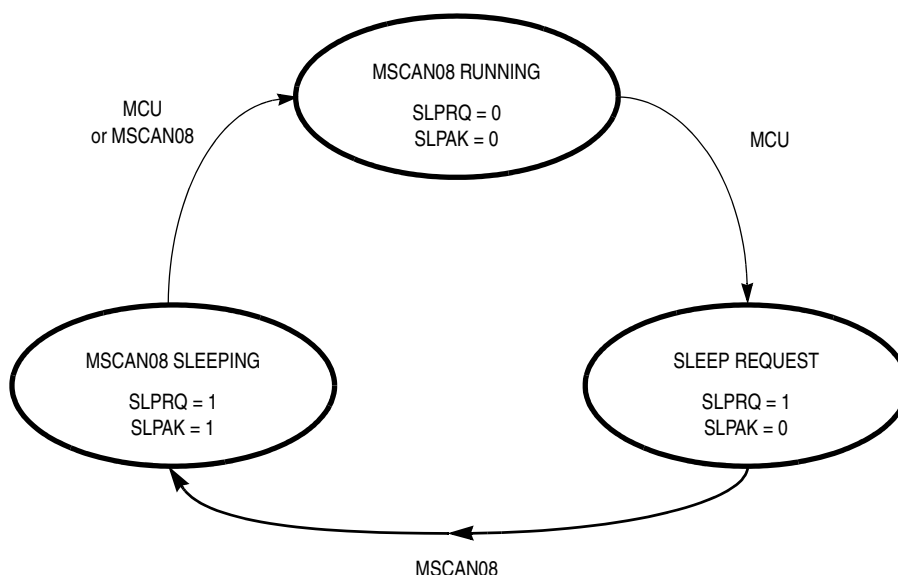 MSCAN08 RUNNING
SLPRQ = 0
SLPAK = 0
MCU
or MSCAN08
MCU
MSCAN08 SLEEPING
SLPRQ = 1
SLPAK = 1
SLEEP REQUEST
SLPRQ = 1
SLPAK = 0
MSCAN08